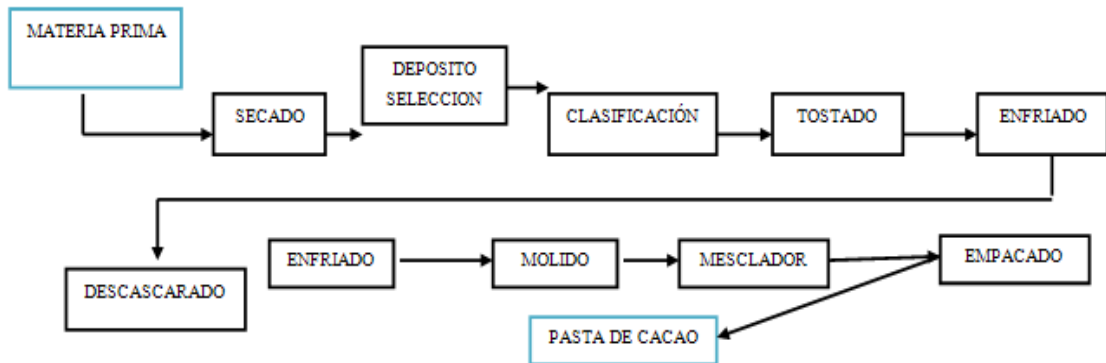 MATERIA PRIMA
SECADO
DEPOSITO
SELECCION
CLASIFICACIÓN
TOSTADO
ENFRIADO
DESCASCARADO
ENFRIADO
MOLIDO
MESCLADOR
EMPACADO
PASTA DE CACAO